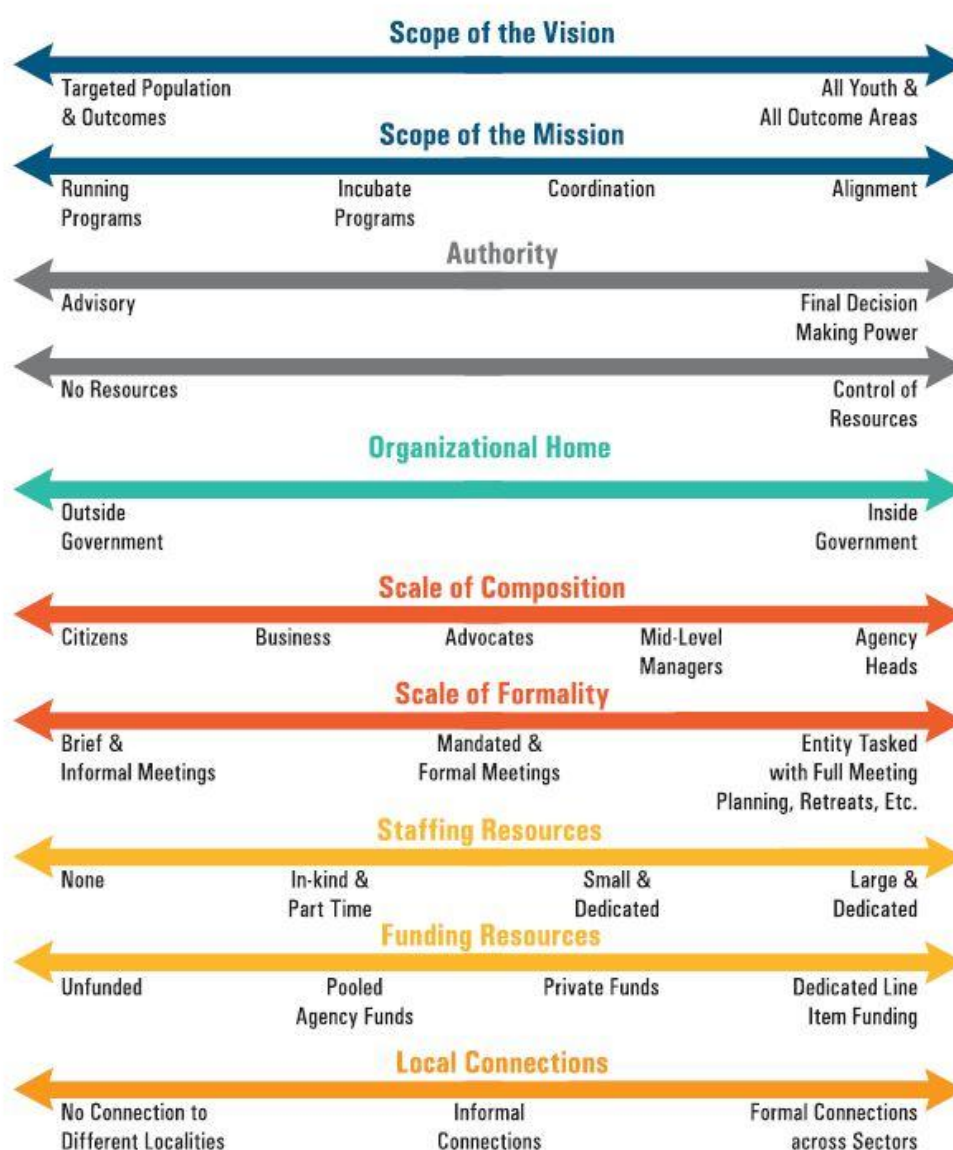 Scope of the Vision
Targeted Population All Youth &
& Outcomes All Outcome Areas
Scope of the Mission
Running Incubate Coordination Alignment
Programs Programs
Authority
Advisory Final Decision
Making Power
No Resources Control of
Resources
Organizational Home
Outside Inside
Government Government
Scale of Composition
Citizens Business Advocates Mid-Level Agency
Managers Heads
Scale of Formality
Brief & Mandated & Entity Tasked
Informal Meetings Formal Meetings with Full Meeting
Planning, Retreats, Etc.
Staffing Resources
None In-kind & Small & Large &
Part Time Dedicated Dedicated
Funding Resources
Unfunded Pooled Private Funds Dedicated Line
Agency Funds Item Funding
Local Connections
No Connection to Informal Formal Connections
Different Localities Connections across Sectors